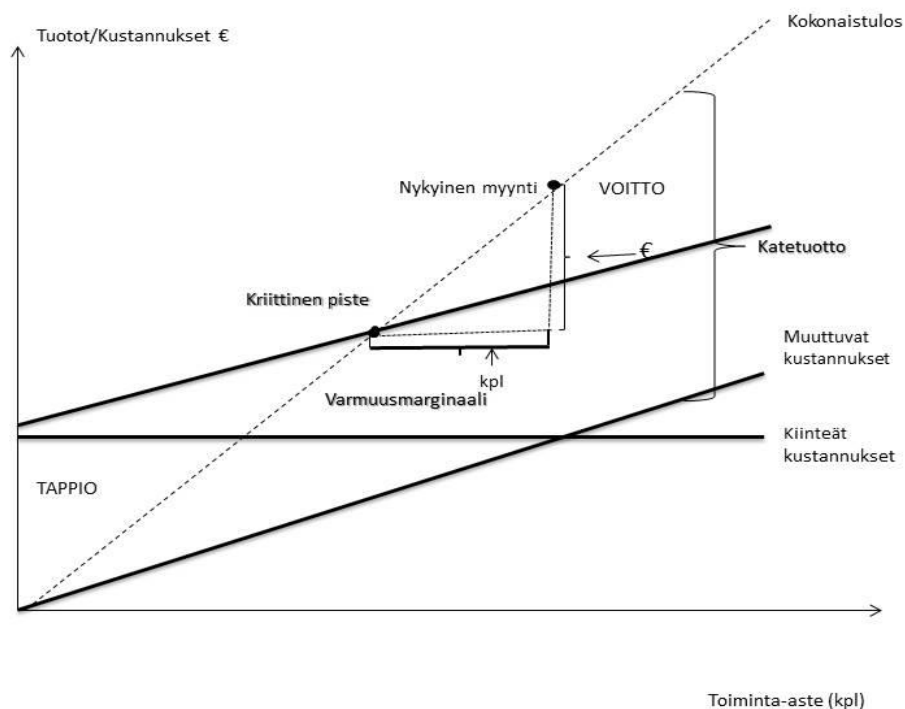 Tuotot/Kustannukset €
Kokonaistulos
Nykyinen myynti
VOITTO
€
Katetuotto
Kriittinen piste
Muuttuvat
kustannukset
kpl
Varmuusmarginaali
Kiinteät
kustannukset
TAPPIO
Toiminta-aste (kpl)